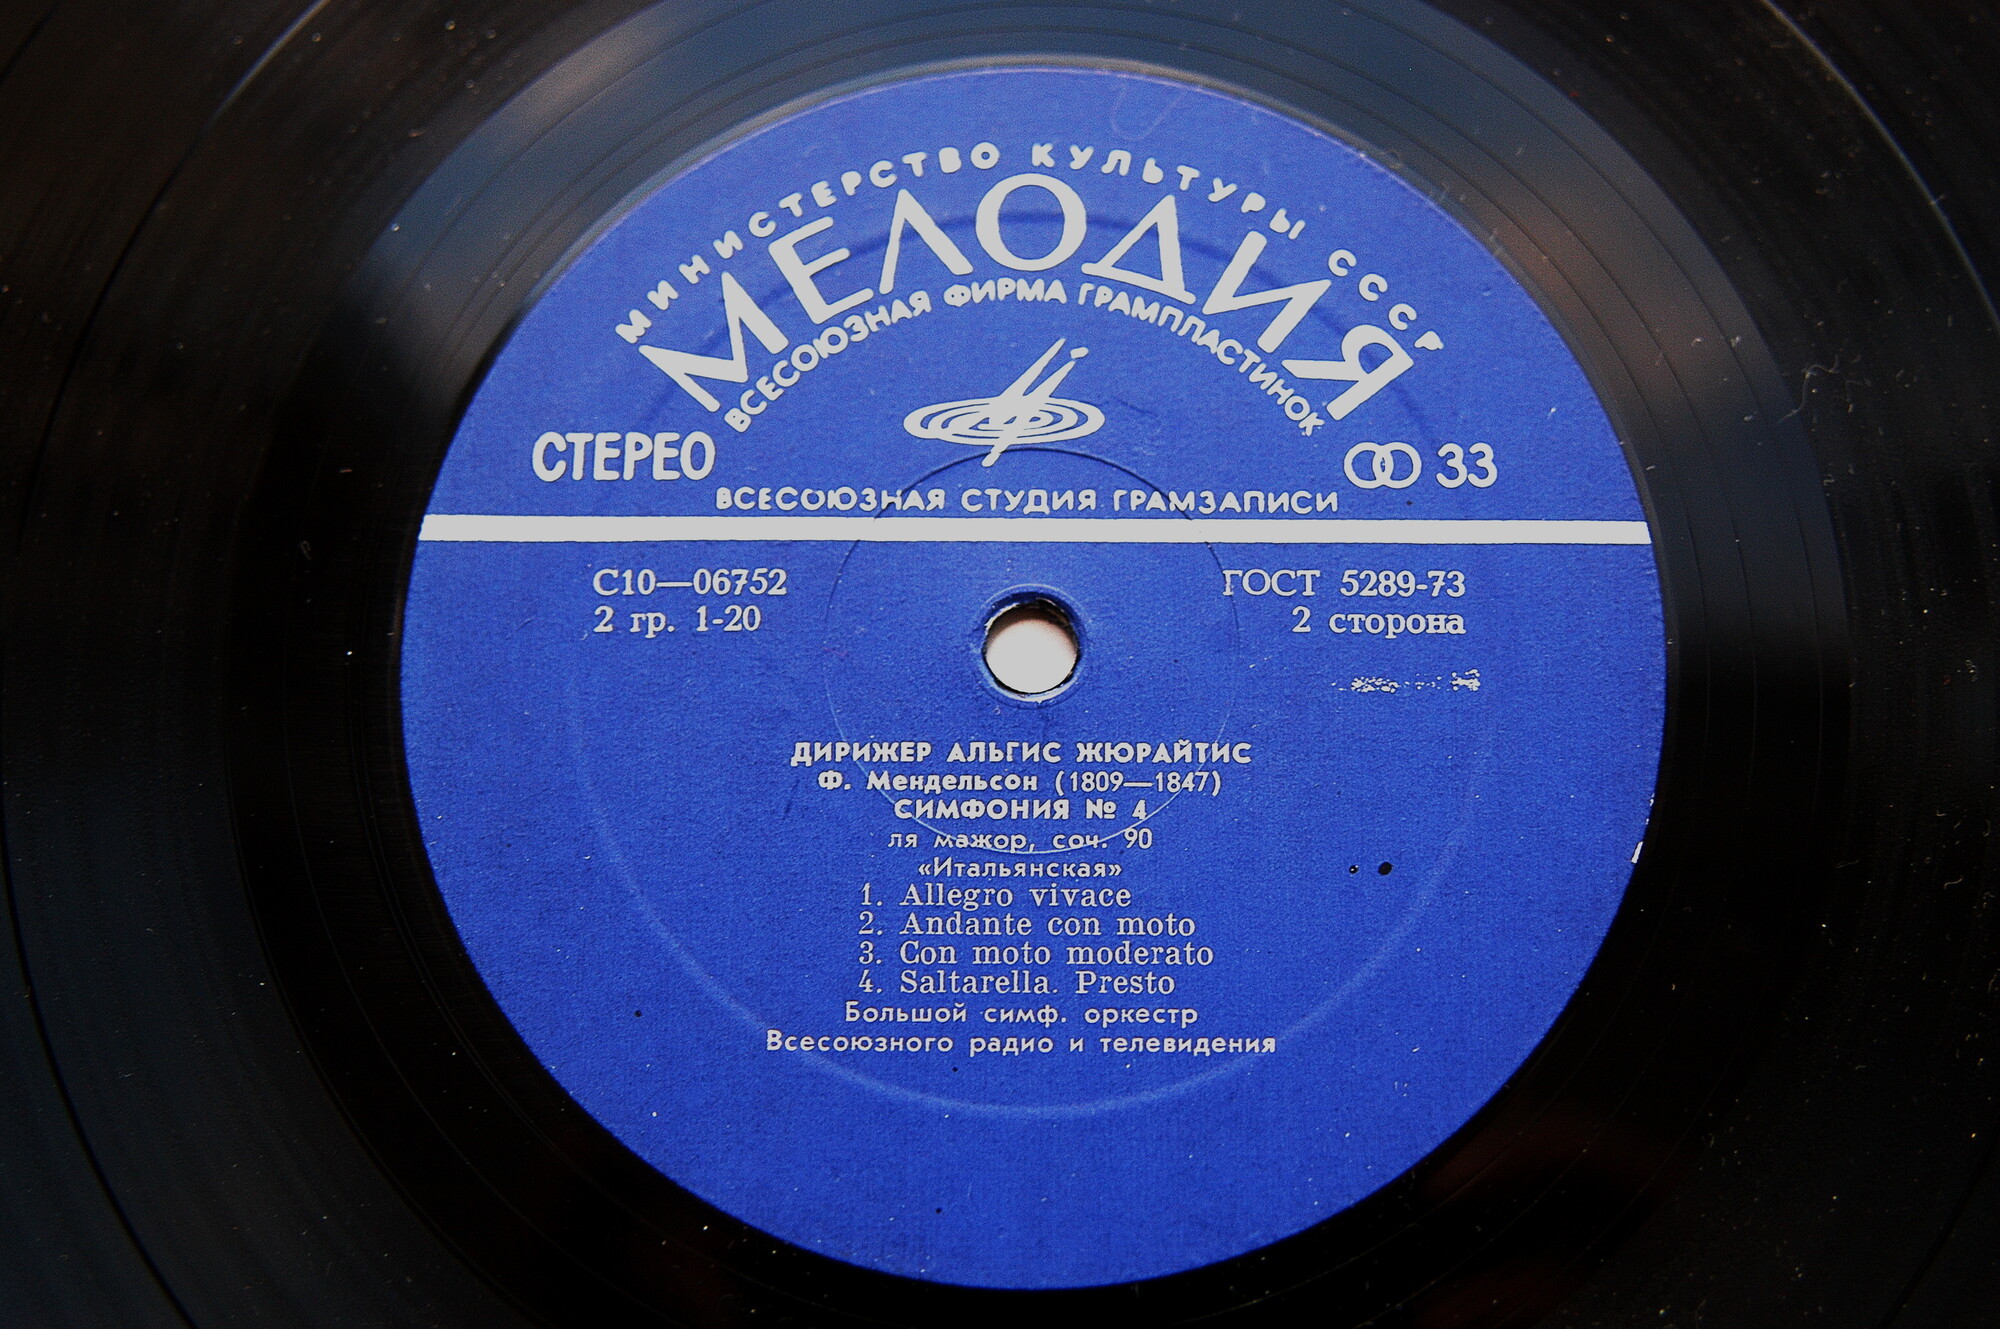 МИНИСТЕРСТВО КУЛЬТУРЫ СССР
МЕЛОДИЯ
ВСЕСОЮЗНАЯ ФИРМА ГРАМПЛАСТИНОК
СТЕРЕО
33
ВСЕСОЮЗНАЯ СТУДИЯ ГРАМЗАПИСИ
С10—06752
ГОСТ 5289-73
2 гр. 1-20
2 сторона
ДИРИЖЕР АЛЬГИС ЖЮРАЙТИС
Ф. Мендельсон (1809—1847)
СИМФОНИЯ № 4
ля мажор, соч. 90
«Итальянская»
1. Allegro vivace
2. Andante con moto
3. Con moto moderato
4. Saltarella. Presto
Большой симф. оркестр
Всесоюзного радио и телевидения